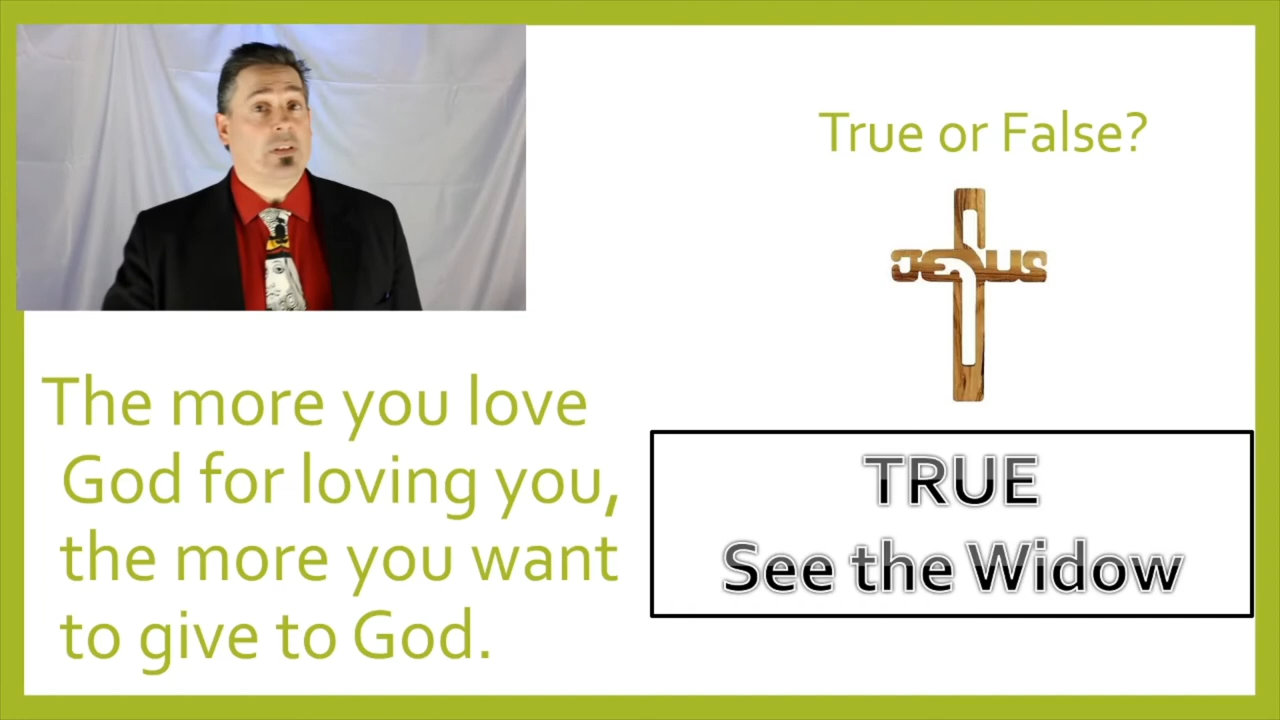 True or False?
JESUS
The more you love
God for loving you,
the more you want
to give to God.
TRUE
See the Widow